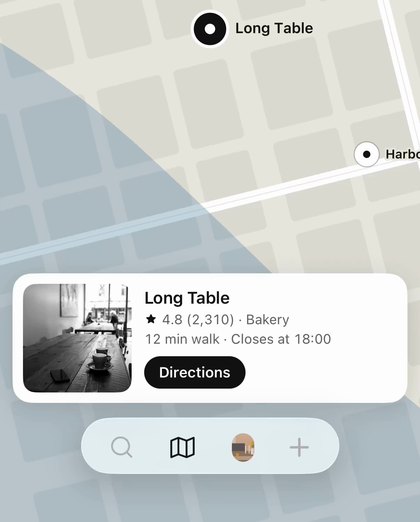 Long Table
Harbo
Long Table
★ 4.8 (2,310) · Bakery
12 min walk · Closes at 18:00
Directions